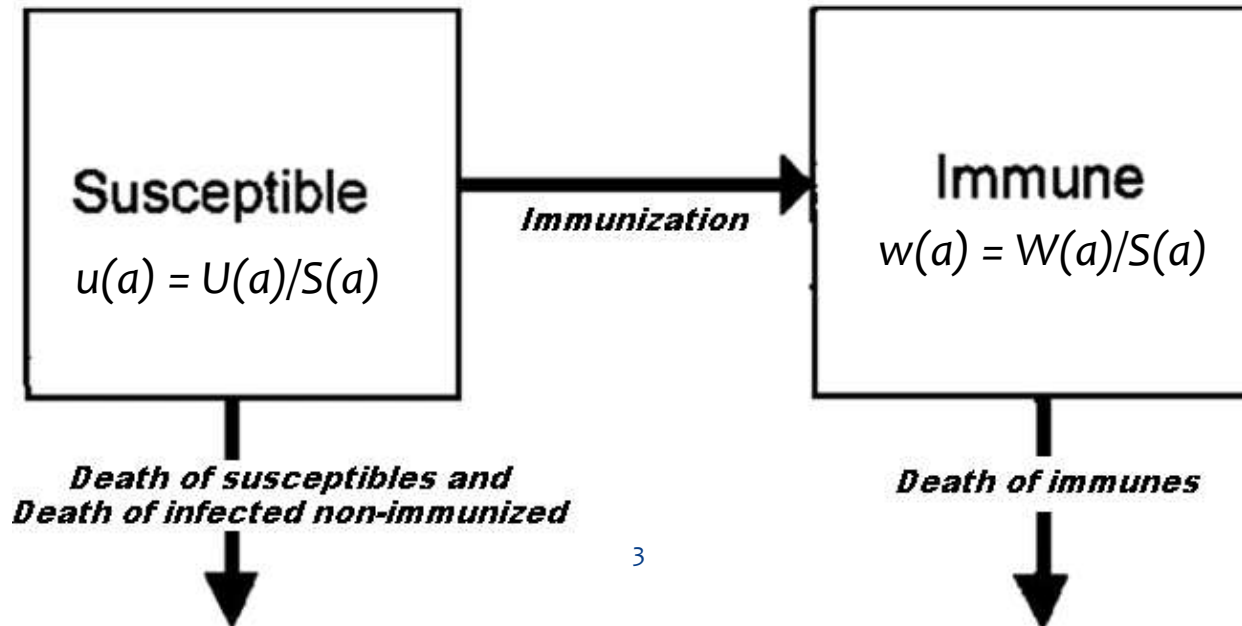 Susceptible
u(a) = U(a)/S(a)
Immunization
Immune
w(a) = W(a)/S(a)
Death of susceptibles and
Death of infected non-immunized
Death of immunes
3